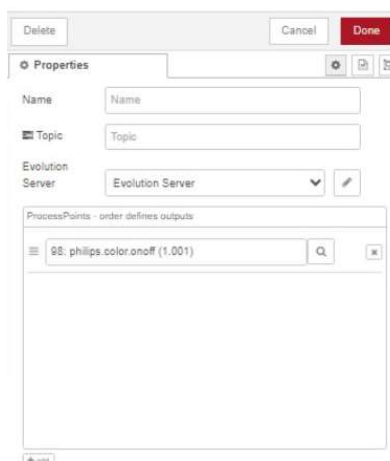 Delete Cancel Done
Properties
Name Name
Topic Topic
Evolution
Server Evolution Server
ProcessPoints - order defines outputs
98: philips.color.onoff (1.001)
add